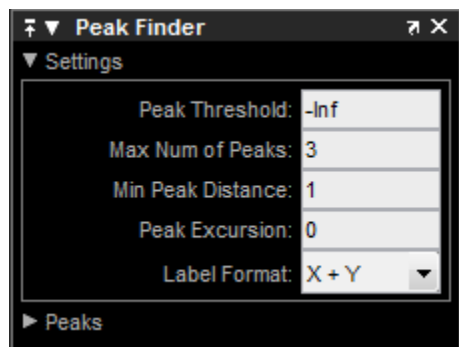 Peak Finder
Settings
Peak Threshold: -Inf
Max Num of Peaks: 3
Min Peak Distance: 1
Peak Excursion: 0
Label Format: X + Y
Peaks